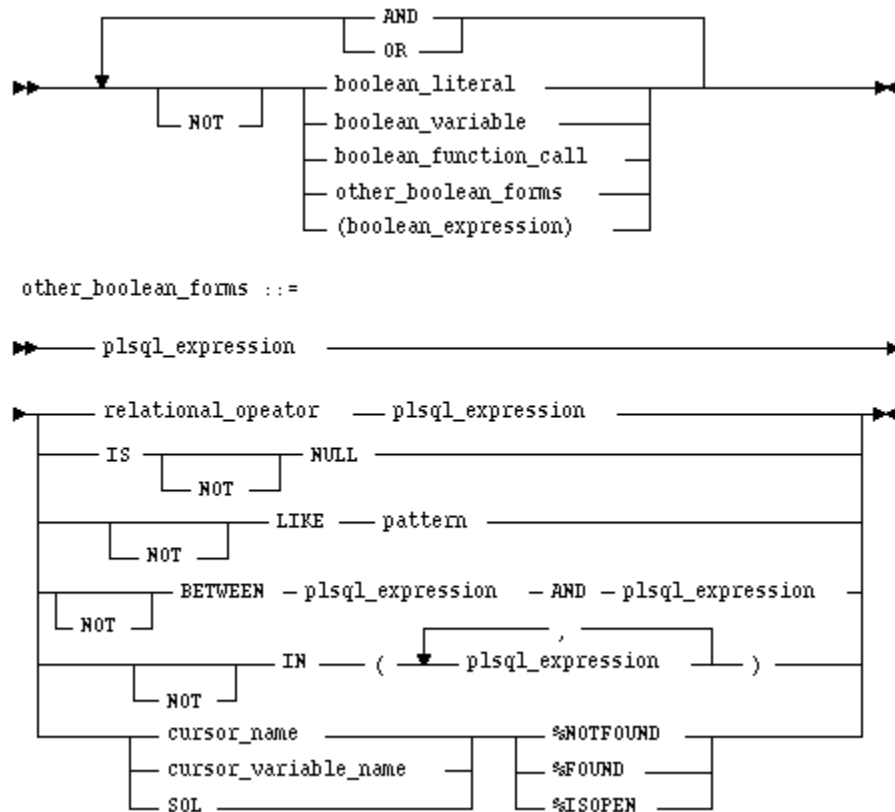 AND
OR
boolean_literal
NOT boolean_variable
boolean_function_call
other_boolean_forms
(boolean_expression)
other_boolean_forms ::=
plsql_expression
relational_opeator plsql_expression
IS NULL
NOT
LIKE pattern
NOT
BETWEEN plsql_expression AND plsql_expression
NOT
,
IN ( plsql_expression )
NOT
cursor_name %NOTFOUND
cursor_variable_name %FOUND
SOL %ISOPEN